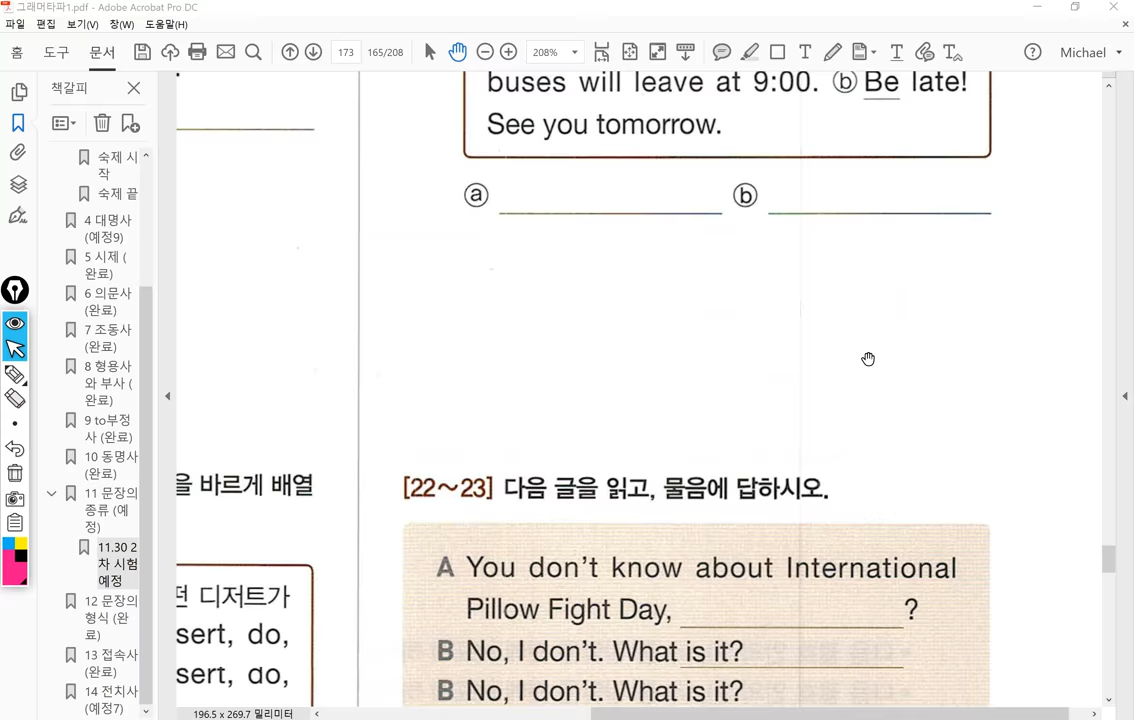 그래머타파1.pdf - Adobe Acrobat Pro DC
파일 편집 보기(V) 창(W) 도움말(H)
홈 도구 문서 173 165/208 208% Michael
책갈피
숙제 시
작
숙제 끝
4 대명사
(예정9)
5 시제 (
완료)
6 의문사
(완료)
7 조동사
(완료)
8 형용사
와 부사 (
완료)
9 to부정
사 (완료)
10 동명사
(완료)
11 문장의
종류 (예
정)
11.30 2
차 시험
예정
12 문장의
형식 (완
료)
13 접속사
(완료)
14 전치사
(예정7)
을 바르게 배열
떤 디저트가
sert, do,
sert, do,
buses will leave at 9:00. ⓑ Be late!
See you tomorrow.
ⓐ ⓑ
[22~23] 다음 글을 읽고, 물음에 답하시오.
A You don't know about International
Pillow Fight Day, ?
B No, I don't. What is it?
B No, I don't. What is it?
196.5 x 269.7 밀리미터